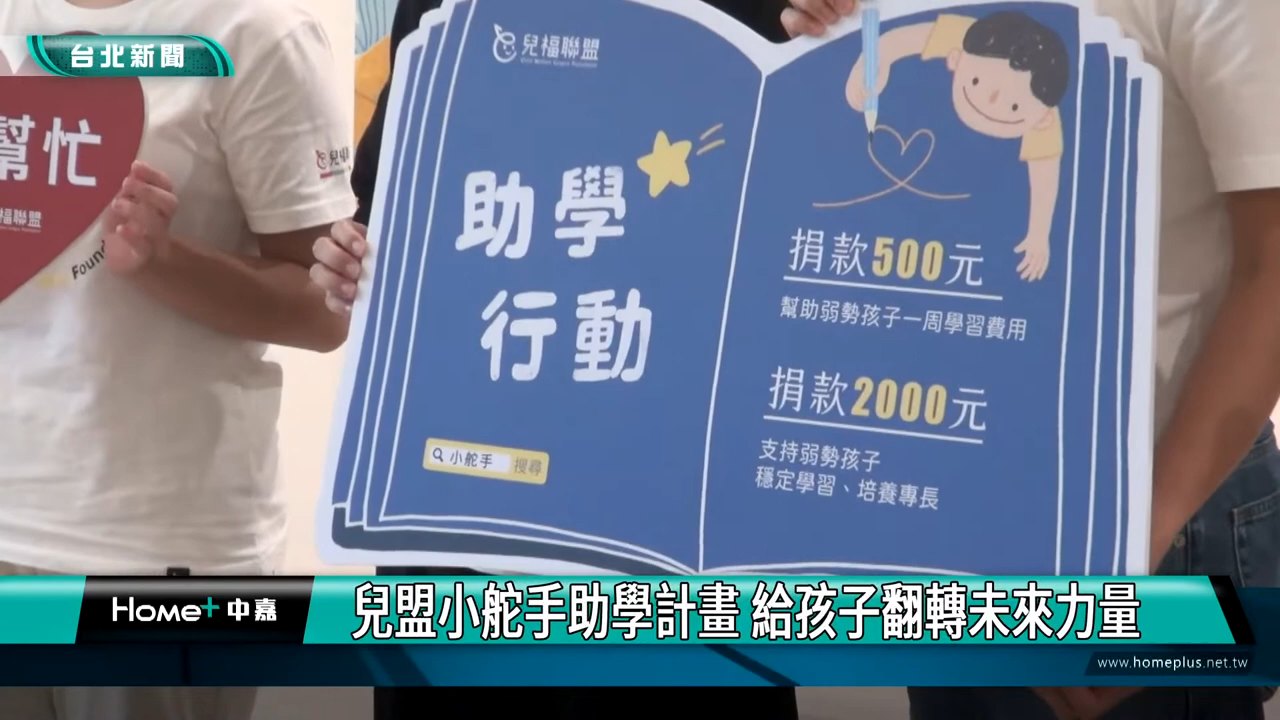 台北新聞
幫忙
福聯盟
Found
兒福聯盟
助學
行動
小舵手 搜尋
捐款500元
幫助弱勢孩子一周學習費用
捐款2000元
支持弱勢孩子
穩定學習、培養專長
Home+中嘉
兒盟小舵手助學計畫 給孩子翻轉未來力量
www.homeplus.net.tw